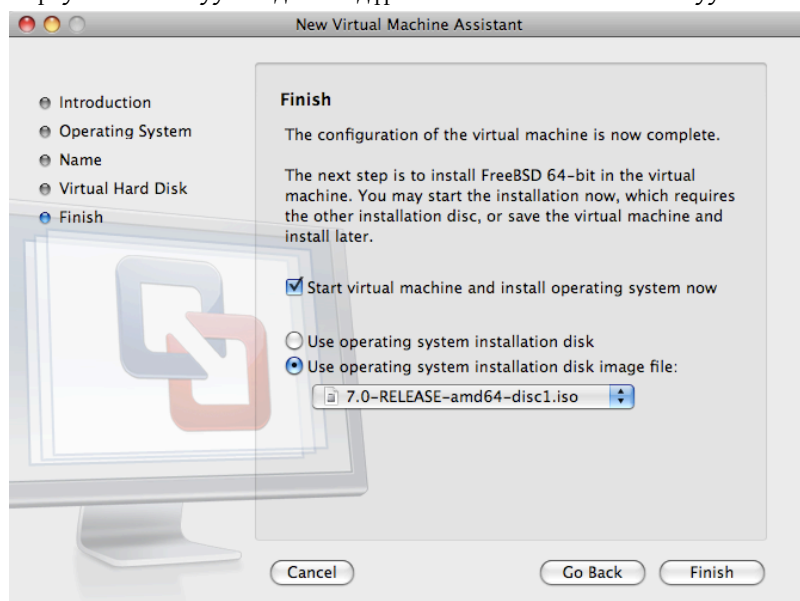 New Virtual Machine Assistant
Introduction
Operating System
Name
Virtual Hard Disk
Finish
Finish
The configuration of the virtual machine is now complete.
The next step is to install FreeBSD 64-bit in the virtual
machine. You may start the installation now, which requires
the other installation disc, or save the virtual machine and
install later.
Start virtual machine and install operating system now
Use operating system installation disk
Use operating system installation disk image file:
7.0-RELEASE-amd64-disc1.iso
Cancel
Go Back
Finish